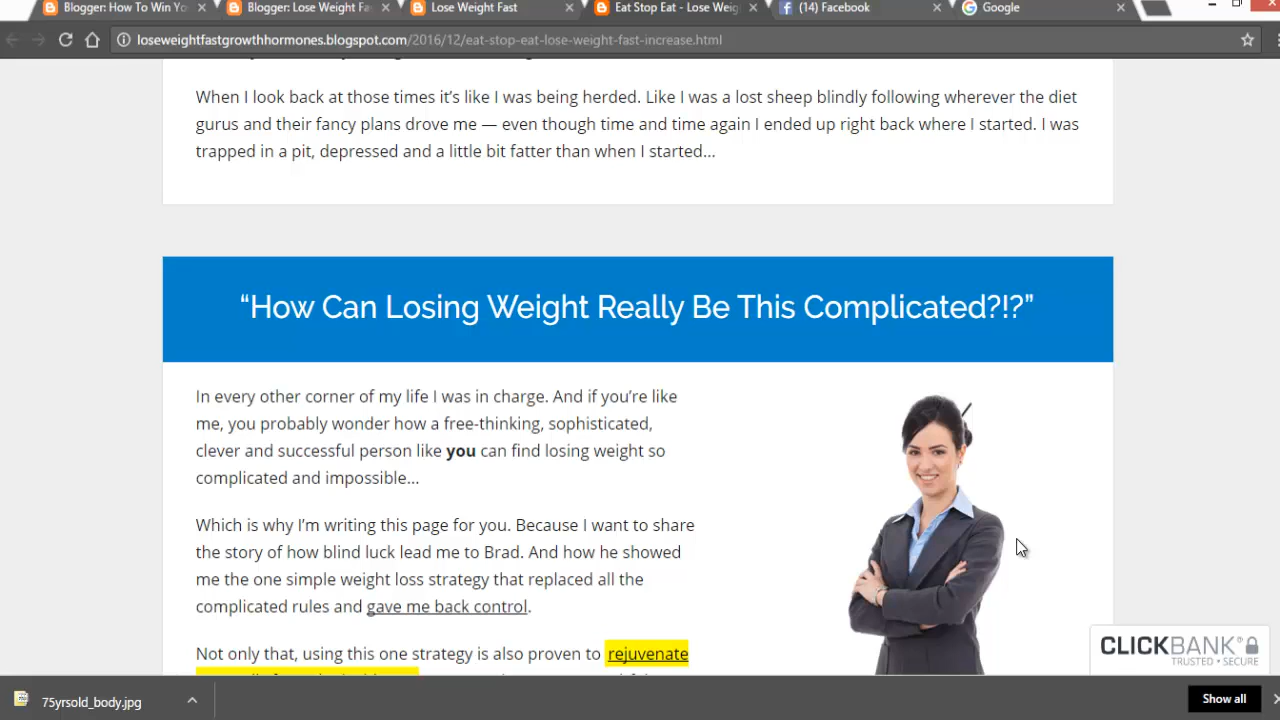 Blogger: How To Win Yo
Blogger: Lose Weight Fa
Lose Weight Fast
Eat Stop Eat - Lose Weig
(14) Facebook
Google
loseweightfastgrowthhormones.blogspot.com/2016/12/eat-stop-eat-lose-weight-fast-increase.html
When I look back at those times it’s like I was being herded. Like I was a lost sheep blindly following wherever the diet
gurus and their fancy plans drove me — even though time and time again I ended up right back where I started. I was
trapped in a pit, depressed and a little bit fatter than when I started...
“How Can Losing Weight Really Be This Complicated?!?”
In every other corner of my life I was in charge. And if you’re like
me, you probably wonder how a free-thinking, sophisticated,
clever and successful person like you can find losing weight so
complicated and impossible...
Which is why I’m writing this page for you. Because I want to share
the story of how blind luck lead me to Brad. And how he showed
me the one simple weight loss strategy that replaced all the
complicated rules and gave me back control.
Not only that, using this one strategy is also proven to rejuvenate
CLICKBANK®
TRUSTED • SECURE
75yrsold_body.jpg
Show all